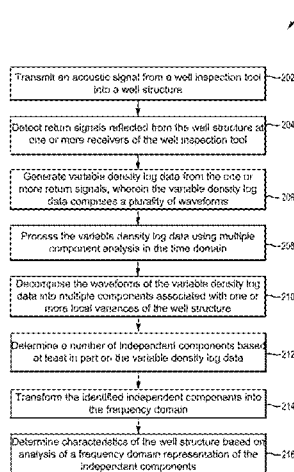 Transmit an acoustic signal from a well inspection tool
into a well structure
202
Detect return signals reflected from the well structure at
one or more receivers of the well inspection tool
204
Generate variable density log data from the one or
more return signals, wherein the variable density log
data comprises a plurality of waveforms
206
Process the variable density log data using multiple
component analysis in the time domain
208
Decompose the waveforms of the variable density log
data into multiple components associated with one or
more local variances of the well structure
210
Determine a number of independent components based
at least in part on the variable density log data
212
Transform the identified independent components into
the frequency domain
214
Determine characteristics of the well structure based on
analysis of a frequency domain representation of the
independent components
216